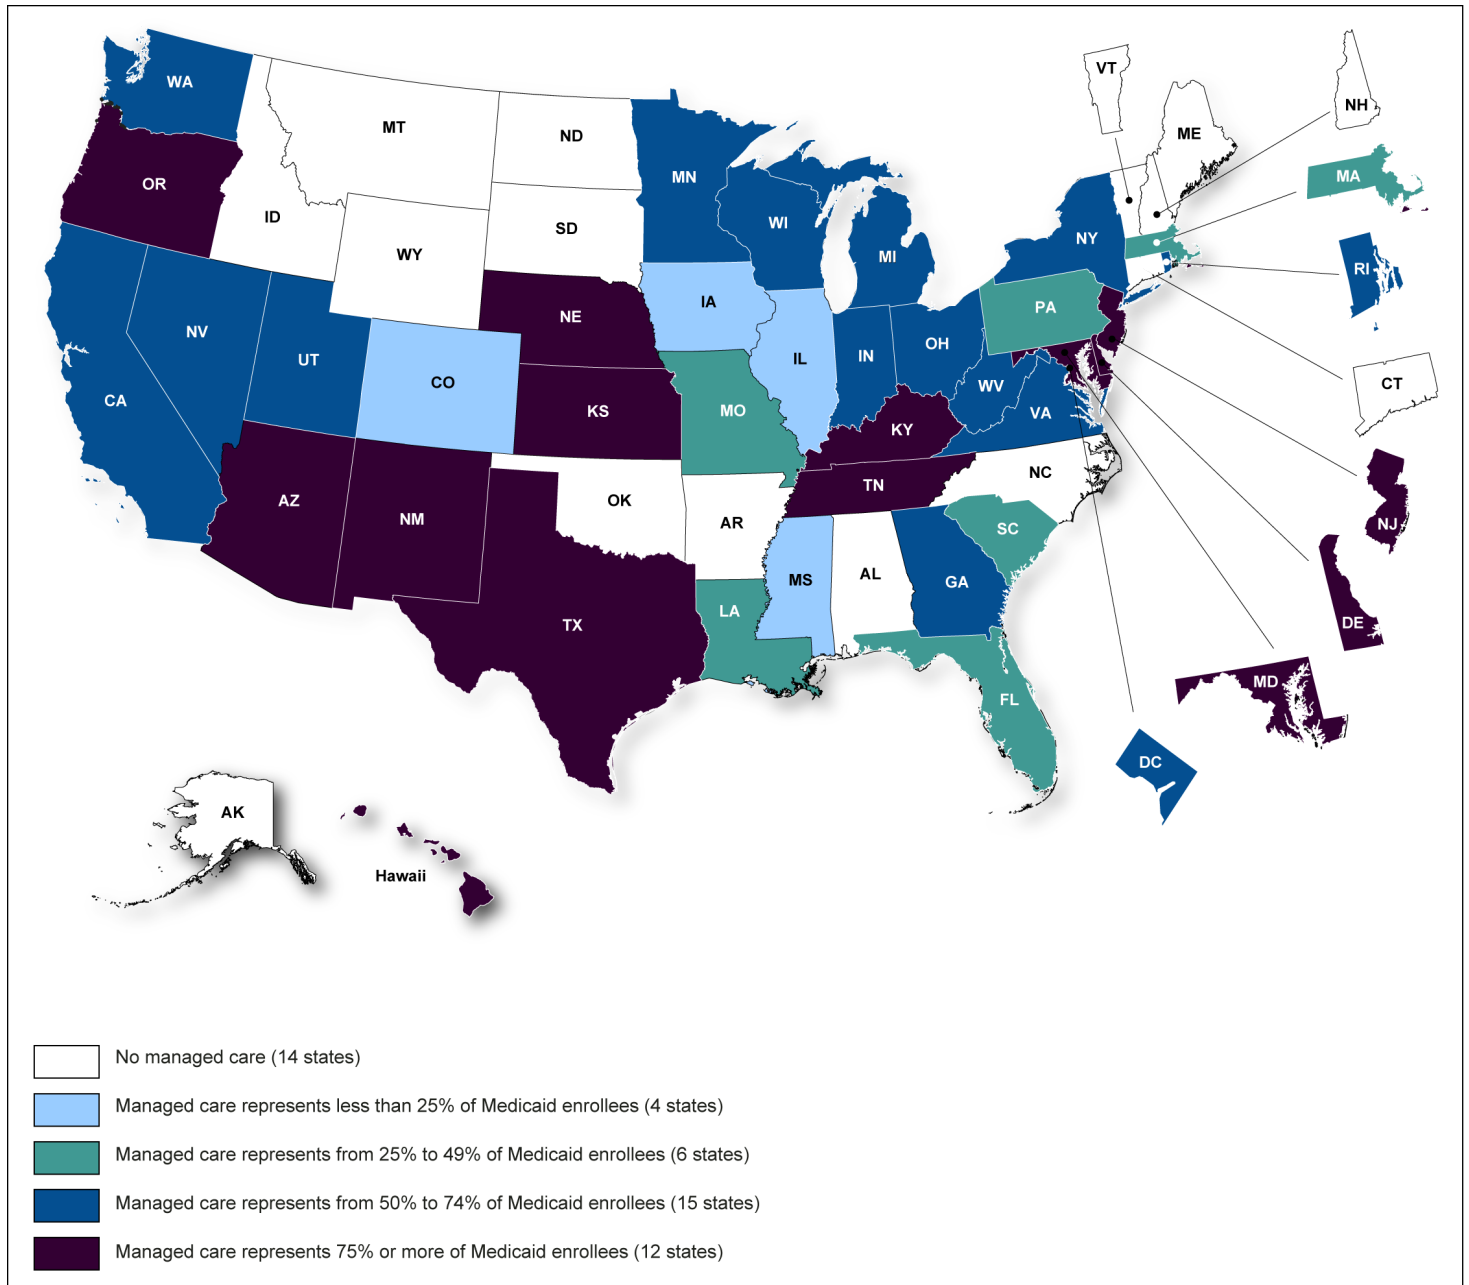 WA
MT
ND
MN
VT
NH
ME
MA
OR
ID
SD
WI
NY
MI
RI
WY
IA
NE
PA
NV
UT
CO
IL
IN
OH
CT
CA
KS
MO
WV
VA
KY
AZ
NM
OK
TN
NC
AR
SC
NJ
TX
LA
MS
AL
GA
DE
FL
MD
DC
AK
Hawaii
No managed care (14 states)
Managed care represents less than 25% of Medicaid enrollees (4 states)
Managed care represents from 25% to 49% of Medicaid enrollees (6 states)
Managed care represents from 50% to 74% of Medicaid enrollees (15 states)
Managed care represents 75% or more of Medicaid enrollees (12 states)